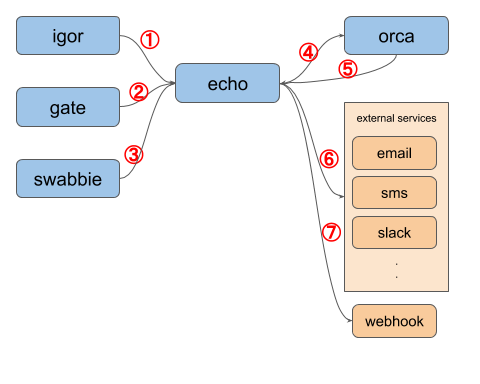 igor
①
orca
④
⑤
echo
gate
②
swabbie
③
external services
email
sms
slack
.
.
⑥
⑦
webhook